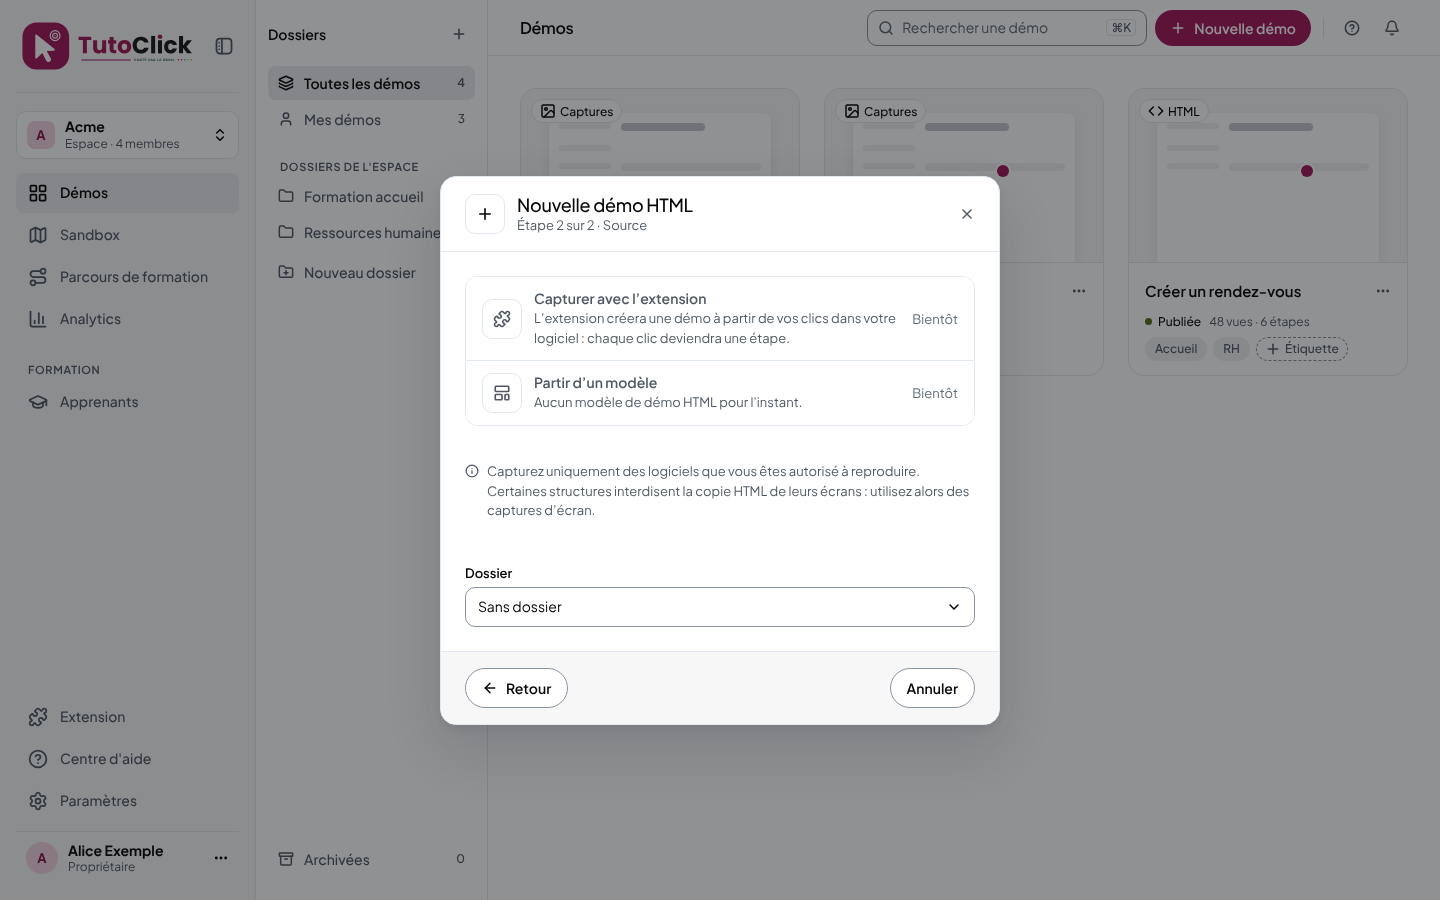 TutoClick
Acme
A
Espace · 4 membres
Démos
Sandbox
Parcours de formation
Analytics
FORMATION
Apprenants
Extension
Centre d'aide
Paramètres
A
Alice Exemple
Propriétaire
Dossiers
Toutes les démos 4
Mes démos 3
DOSSIERS DE L'ESPACE
Formation accueil
Ressources humaine
Nouveau dossier
Archivées 0
Démos
Rechercher une démo ⌘K
Nouvelle démo
Captures
Captures
HTML
Créer un rendez-vous
Publiée 48 vues · 6 étapes
Accueil RH + Étiquette
Nouvelle démo HTML
Étape 2 sur 2 · Source
Capturer avec l’extension
L’extension créera une démo à partir de vos clics dans votre
logiciel : chaque clic deviendra une étape.
Bientôt
Partir d’un modèle
Aucun modèle de démo HTML pour l’instant.
Bientôt
Capturez uniquement des logiciels que vous êtes autorisé à reproduire.
Certaines structures interdisent la copie HTML de leurs écrans : utilisez alors des
captures d’écran.
Dossier
Sans dossier
Retour
Annuler